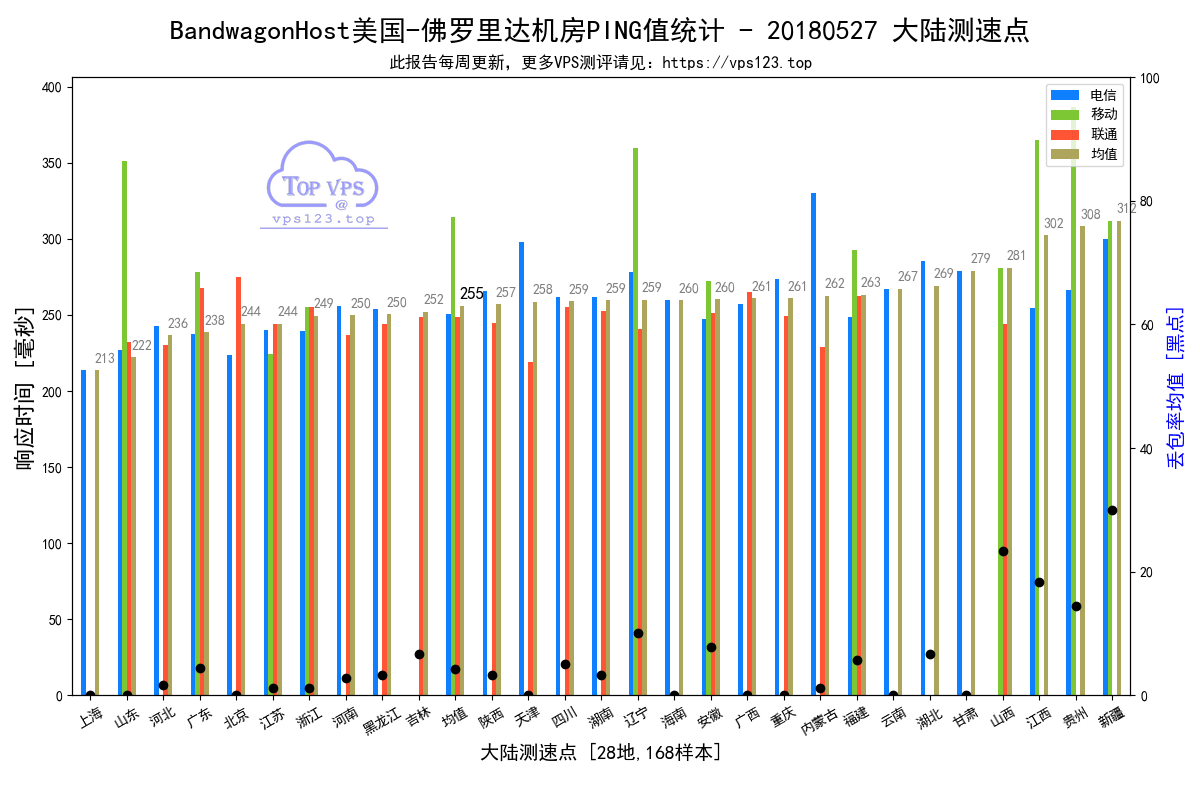 BandwagonHost美国-佛罗里达机房PING值统计 - 20180527 大陆测速点
此报告每周更新，更多VPS测评请见：https://vps123.top
400
350
300
250
200
150
100
50
0
响应时间 [毫秒]
100
80
60
40
20
0
丢包率均值 [黑点]
电信
移动
联通
均值
TOP VPS
@
vps123.top
213
222
236
238
244
244
249
250
250
252
255
257
258
259
259
259
260
260
261
261
262
263
267
269
279
281
302
308
312
上海
山东
河北
广东
北京
江苏
浙江
河南
黑龙江
吉林
均值
陕西
天津
四川
湖南
辽宁
海南
安徽
广西
重庆
内蒙古
福建
云南
湖北
甘肃
山西
江西
贵州
新疆
大陆测速点 [28地,168样本]